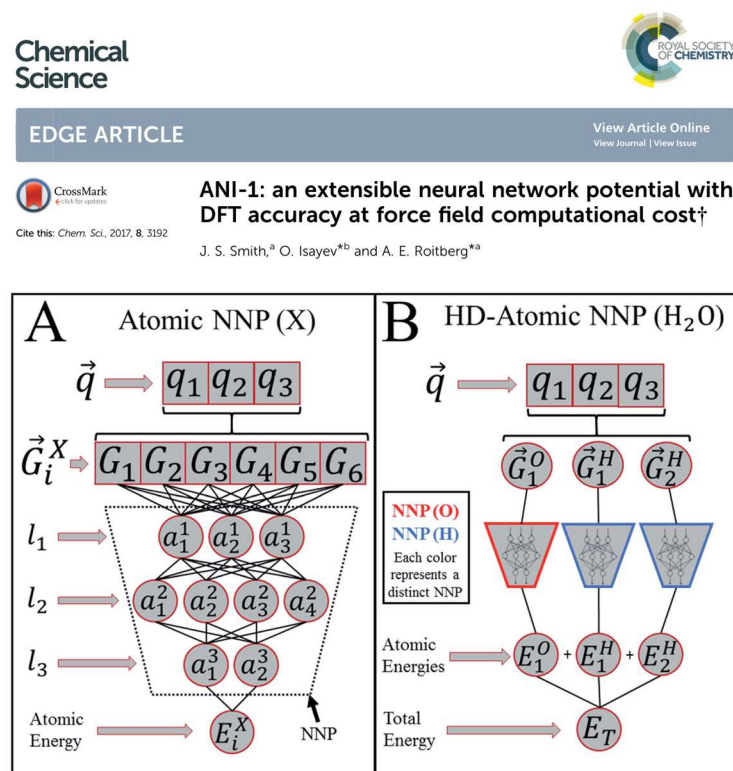 Chemical
Science
ROYAL SOCIETY
OF CHEMISTRY
EDGE ARTICLE
View Article Online
View Journal | View Issue
CrossMark
click for updates
Cite this: Chem. Sci., 2017, 8, 3192
ANI-1: an extensible neural network potential with
DFT accuracy at force field computational cost†
J. S. Smith,ᵃ O. Isayev*ᵇ and A. E. Roitberg*ᵃ
A Atomic NNP (X)
q⃗ q₁ q₂ q₃
G⃗ᵢˣ G₁ G₂ G₃ G₄ G₅ G₆
l₁ a₁¹ a₂¹ a₃¹
l₂ a₁² a₂² a₃² a₄²
l₃ a₁³ a₂³
NNP
Atomic
Energy
Eᵢˣ
B HD-Atomic NNP (H₂O)
q⃗ q₁ q₂ q₃
G⃗₁ᴼ G⃗₁ᴴ G⃗₂ᴴ
NNP (O)
NNP (H)
Each color
represents a
distinct NNP
Atomic
Energies
E₁ᴼ + E₁ᴴ + E₂ᴴ
Total
Energy
E_T